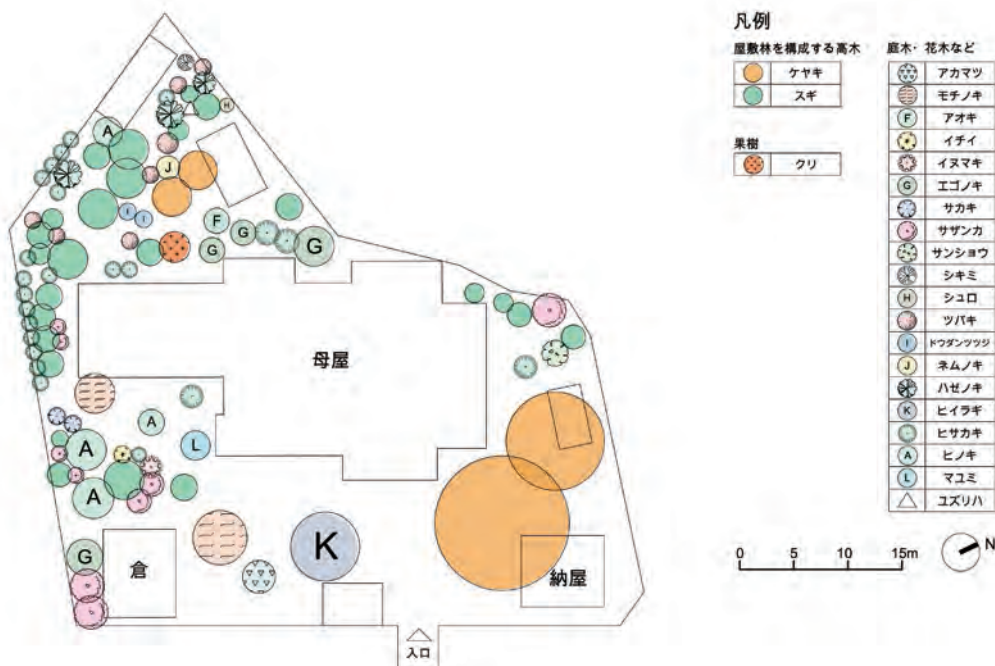 凡例
屋敷林を構成する高木
ケヤキ
スギ
果樹
クリ
庭木・花木など
アカマツ
モチノキ
F アオキ
イチイ
イヌマキ
G エゴノキ
サカキ
サザンカ
サンショウ
シキミ
H シュロ
ツバキ
I ドウダンツツジ
J ネムノキ
ハゼノキ
K ヒイラギ
ヒサカキ
A ヒノキ
L マユミ
ユズリハ
0 5 10 15m
N
H
A
J
I I
F
G
G
G
母屋
A
L
A
A
G
倉
K
納屋
入口